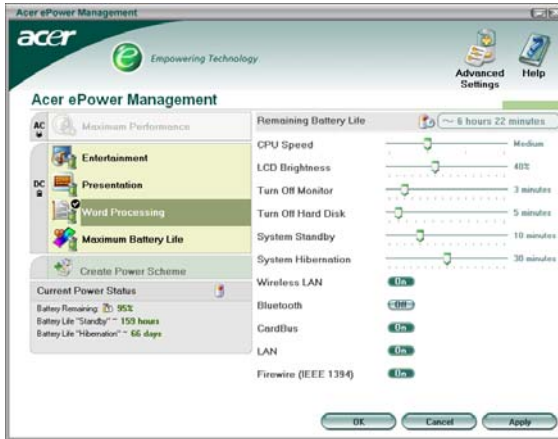 Acer ePower Management
acer
Empowering Technology
Advanced Settings
Help
Acer ePower Management
AC
Maximum Performance
DC
Entertainment
Presentation
Word Processing
Maximum Battery Life
Create Power Scheme
Current Power Status
Battery Remaining: 95%
Battery Life "Standby" ~ 159 hours
Battery Life "Hibernation" ~ 66 days
Remaining Battery Life ~ 6 hours 22 minutes
CPU Speed Medium
LCD Brightness 40%
Turn Off Monitor 3 minutes
Turn Off Hard Disk 5 minutes
System Standby 10 minutes
System Hibernation 30 minutes
Wireless LAN On
Bluetooth Off
CardBus On
LAN On
Firewire (IEEE 1394) On
OK Cancel Apply